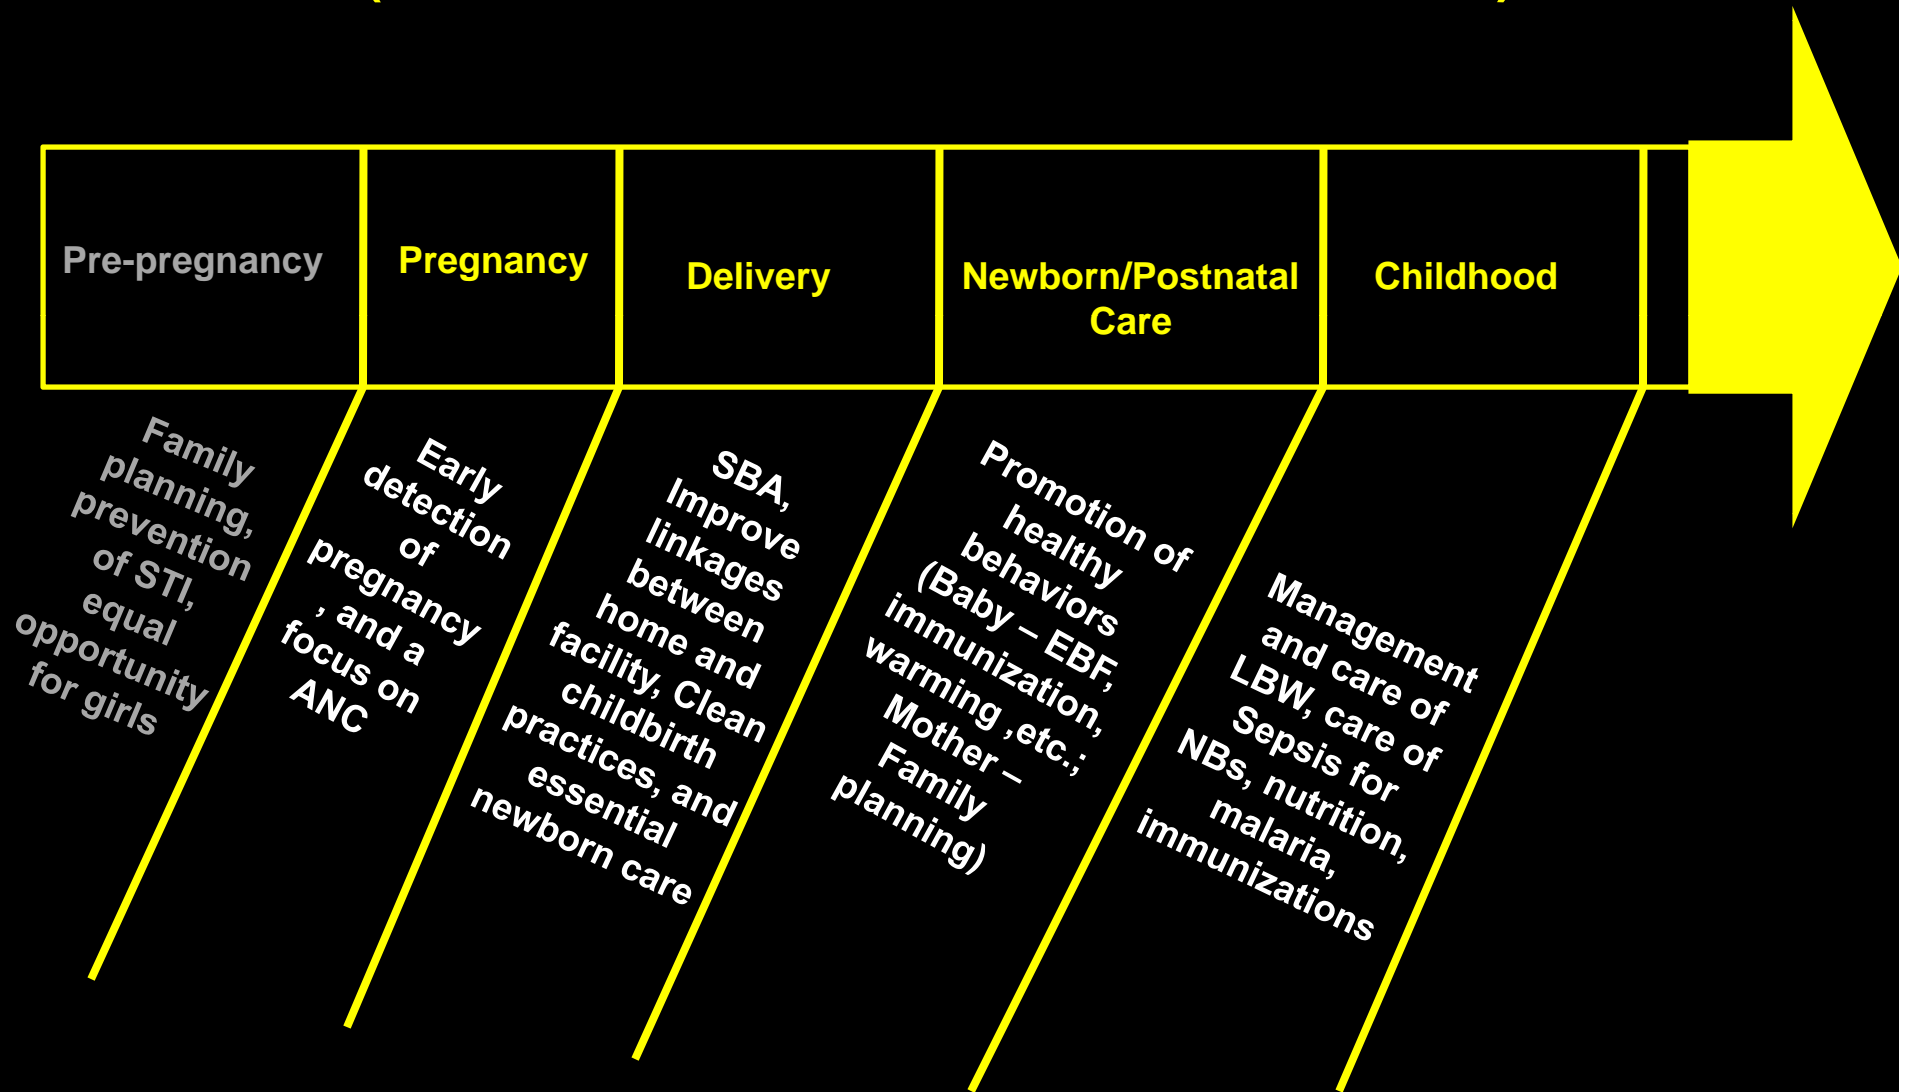 Pre-pregnancy
Pregnancy
Delivery
Newborn/Postnatal
Care
Childhood
Family
planning,
prevention
of STI,
equal
opportunity
for girls
Early
detection
of
pregnancy
, and a
focus on
ANC
SBA,
Improve
linkages
between
home and
facility, Clean
childbirth
practices, and
essential
newborn care
Promotion of
healthy
behaviors
(Baby – EBF,
immunization,
warming ,etc.;
Mother –
Family
planning)
Management
and care of
LBW, care of
Sepsis for
NBs, nutrition,
malaria,
immunizations